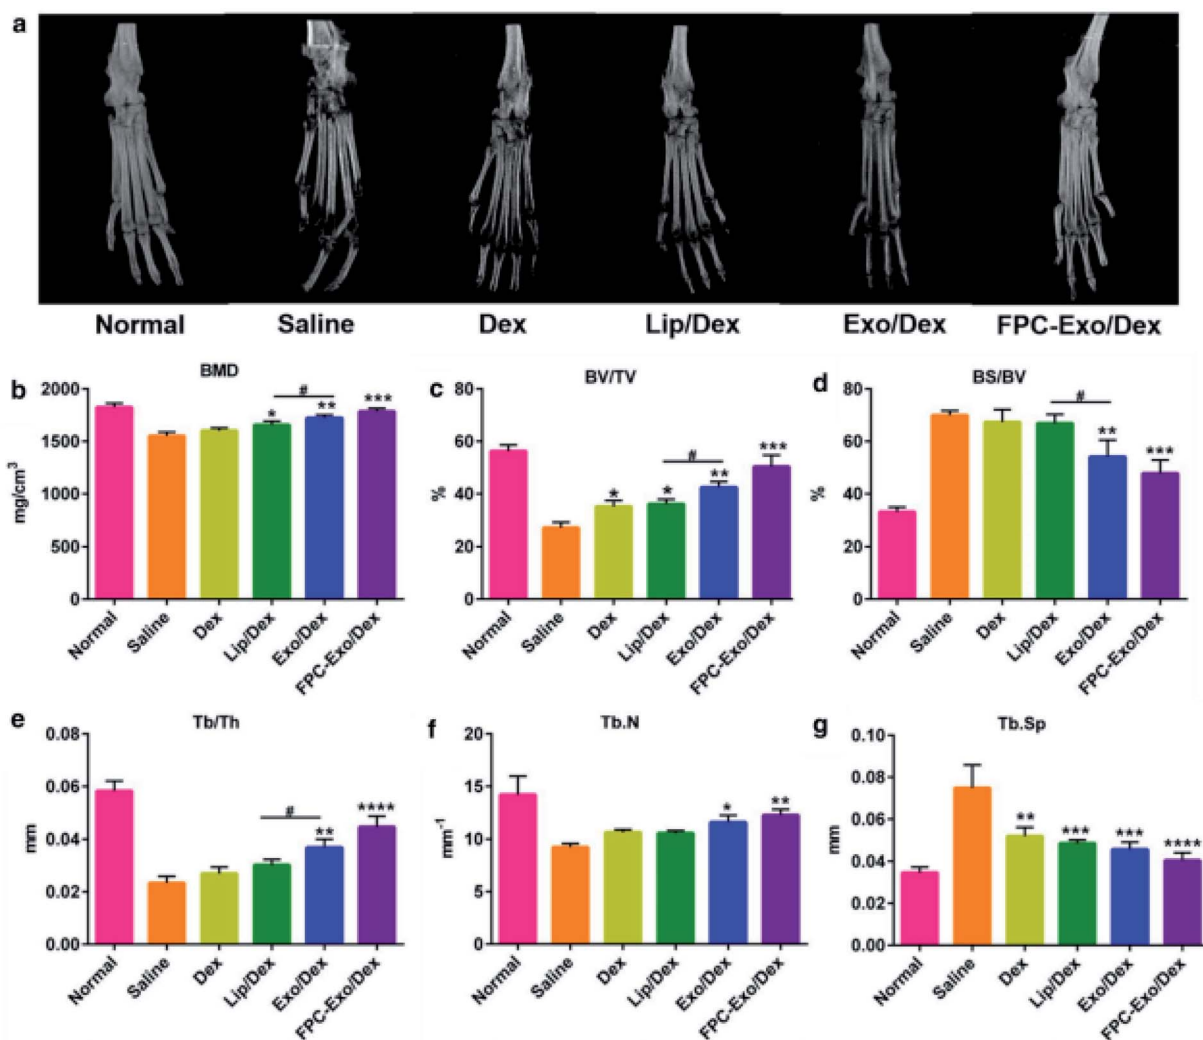 a
Normal Saline Dex Lip/Dex Exo/Dex FPC-Exo/Dex
b
BMD
mg/cm³
2000
1500
1000
500
0
#
* ** ***
Normal Saline Dex Lip/Dex Exo/Dex FPC-Exo/Dex
c
BV/TV
%
80
60
40
20
0
#
* * ** ***
Normal Saline Dex Lip/Dex Exo/Dex FPC-Exo/Dex
d
BS/BV
%
80
60
40
20
0
#
** ***
Normal Saline Dex Lip/Dex Exo/Dex FPC-Exo/Dex
e
Tb/Th
mm
0.08
0.06
0.04
0.02
0.00
#
** ****
Normal Saline Dex Lip/Dex Exo/Dex FPC-Exo/Dex
f
Tb.N
mm⁻¹
20
15
10
5
0
* **
Normal Saline Dex Lip/Dex Exo/Dex FPC-Exo/Dex
g
Tb.Sp
mm
0.10
0.08
0.06
0.04
0.02
0.00
** *** *** ****
Normal Saline Dex Lip/Dex Exo/Dex FPC-Exo/Dex